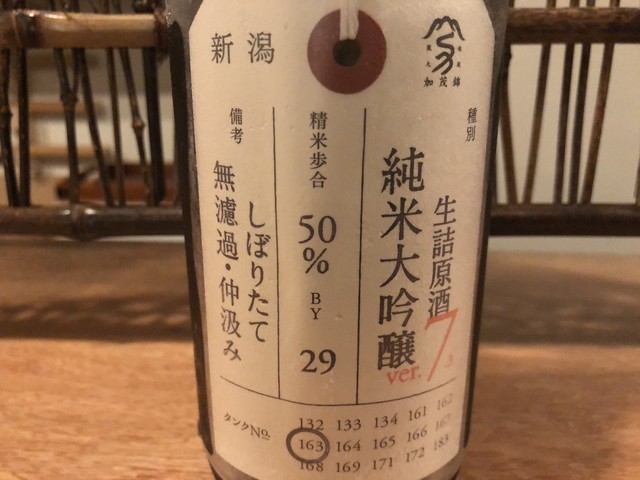 新潟
加茂錦
種別
生詰原酒
純米大吟醸
ver.7.3
精米歩合
50%
BY
29
備考
しぼりたて
無濾過・仲汲み
タンクNo.
132 133 134 161 162
163 164 165 166 167
168 169 171 172 183